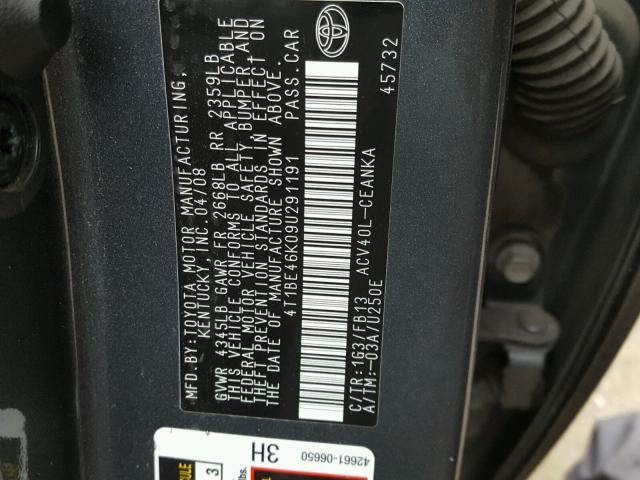 MFD.BY:TOYOTA MOTOR MANUFACTURING,
KENTUCKY, INC. 04/08
GVWR 4345LB GAWR FR 2668LB RR 2359LB
THIS VEHICLE CONFORMS TO ALL APPLICABLE
FEDERAL MOTOR VEHICLE SAFETY, BUMPER, AND
THEFT PREVENTION STANDARDS IN EFFECT ON
THE DATE OF MANUFACTURE SHOWN ABOVE.
4T1BE46K09U291191 PASS.CAR
C/TR:1G3/FB13 ACV40L-CEANKA
A/TM:-03A/U250E
45732
42661-06650
3H
lbs.
3